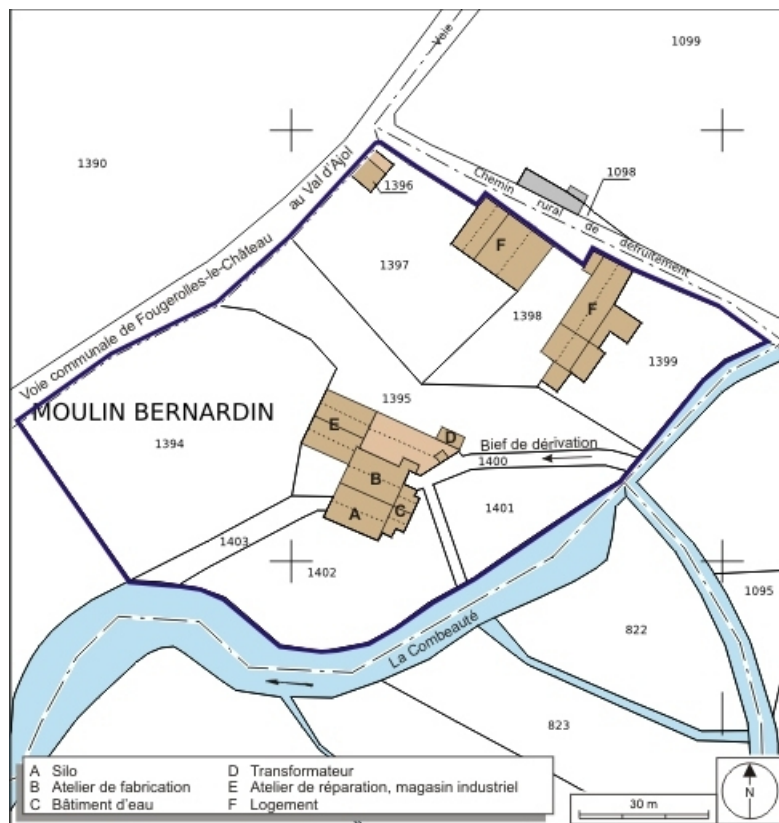 Voie
1099
1390
au Val d'Ajol
1396
Chemin rural de défruitement
1098
F
1397
Voie communale de Fougerolles-le-Château
1398
F
1399
1395
MOULIN BERNARDIN
1394
E
D
Bief de dérivation
1400
B
A
C
1401
1403
1402
La Combeauté
822
1095
823
A Silo
B Atelier de fabrication
C Bâtiment d'eau
D Transformateur
E Atelier de réparation, magasin industriel
F Logement
30 m
N